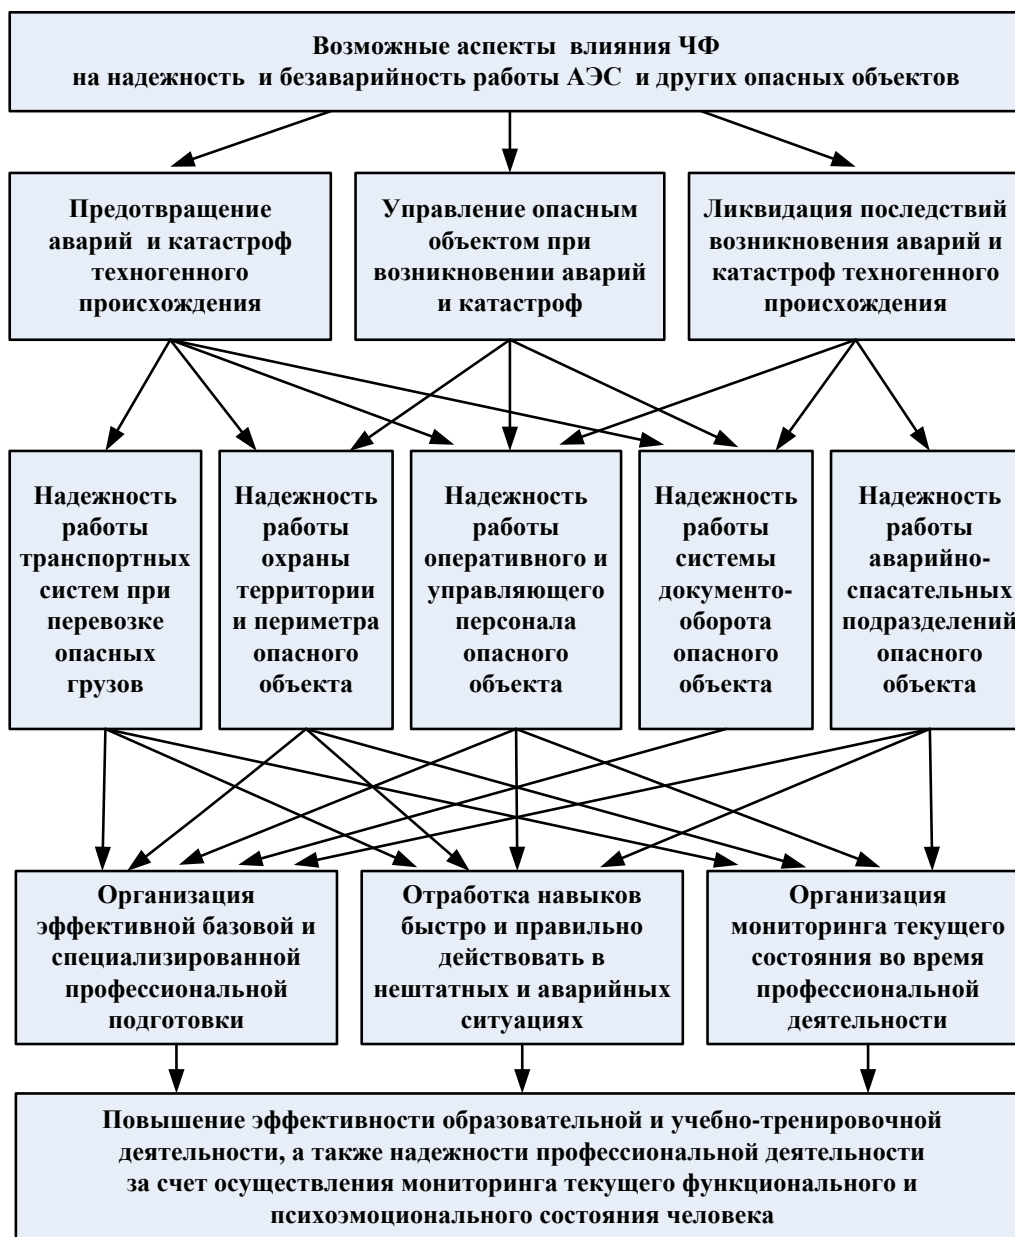 Возможные аспекты влияния ЧФ
на надежность и безаварийность работы АЭС и других опасных объектов
Предотвращение
аварий и катастроф
техногенного
происхождения
Управление опасным
объектом при
возникновении аварий
и катастроф
Ликвидация последствий
возникновения аварий и
катастроф техногенного
происхождения
Надежность
работы
транспортных
систем при
перевозке
опасных
грузов
Надежность
работы
охраны
территории
и периметра
опасного
объекта
Надежность
работы
оперативного и
управляющего
персонала
опасного
объекта
Надежность
работы
системы
документо-
оборота
опасного
объекта
Надежность
работы
аварийно-
спасательных
подразделений
опасного
объекта
Организация
эффективной базовой и
специализированной
профессиональной
подготовки
Отработка навыков
быстро и правильно
действовать в
нештатных и аварийных
ситуациях
Организация
мониторинга текущего
состояния во время
профессиональной
деятельности
Повышение эффективности образовательной и учебно-тренировочной
деятельности, а также надежности профессиональной деятельности
за счет осуществления мониторинга текущего функционального и
психоэмоционального состояния человека